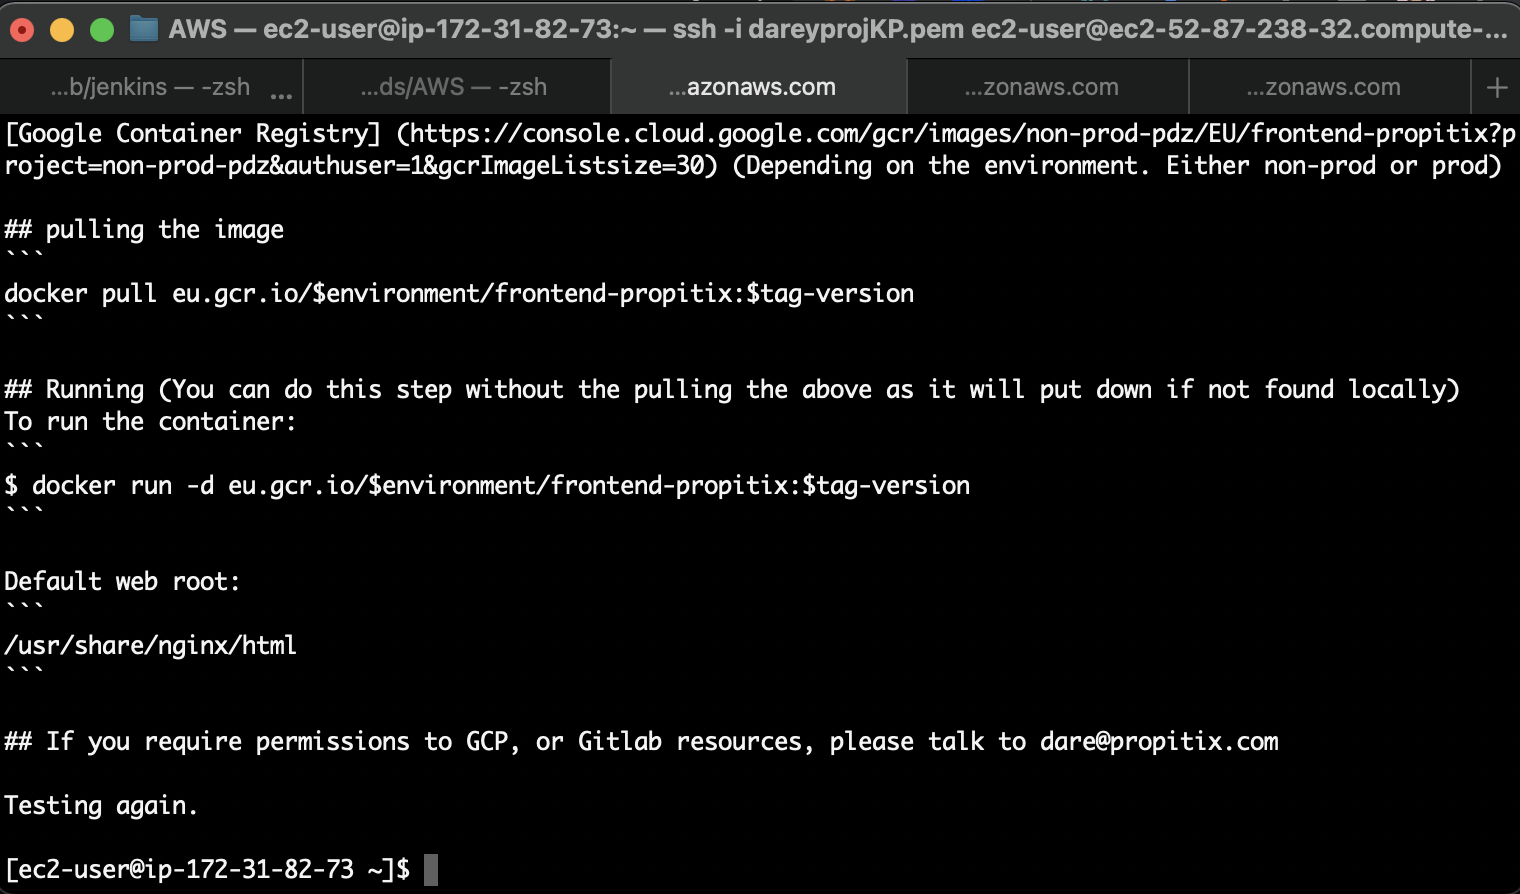 AWS — ec2-user@ip-172-31-82-73:~ — ssh -i dareyprojKP.pem ec2-user@ec2-52-87-238-32.compute-...
...b/jenkins — -zsh ... ...ds/AWS — -zsh ...azonaws.com ...zonaws.com ...zonaws.com +
[Google Container Registry] (https://console.cloud.google.com/gcr/images/non-prod-pdz/EU/frontend-propitix?p
roject=non-prod-pdz&authuser=1&gcrImageListsize=30) (Depending on the environment. Either non-prod or prod)
## pulling the image
```
docker pull eu.gcr.io/$environment/frontend-propitix:$tag-version
```
## Running (You can do this step without the pulling the above as it will put down if not found locally)
To run the container:
```
$ docker run -d eu.gcr.io/$environment/frontend-propitix:$tag-version
```
Default web root:
```
/usr/share/nginx/html
```
## If you require permissions to GCP, or Gitlab resources, please talk to dare@propitix.com
Testing again.
[ec2-user@ip-172-31-82-73 ~]$